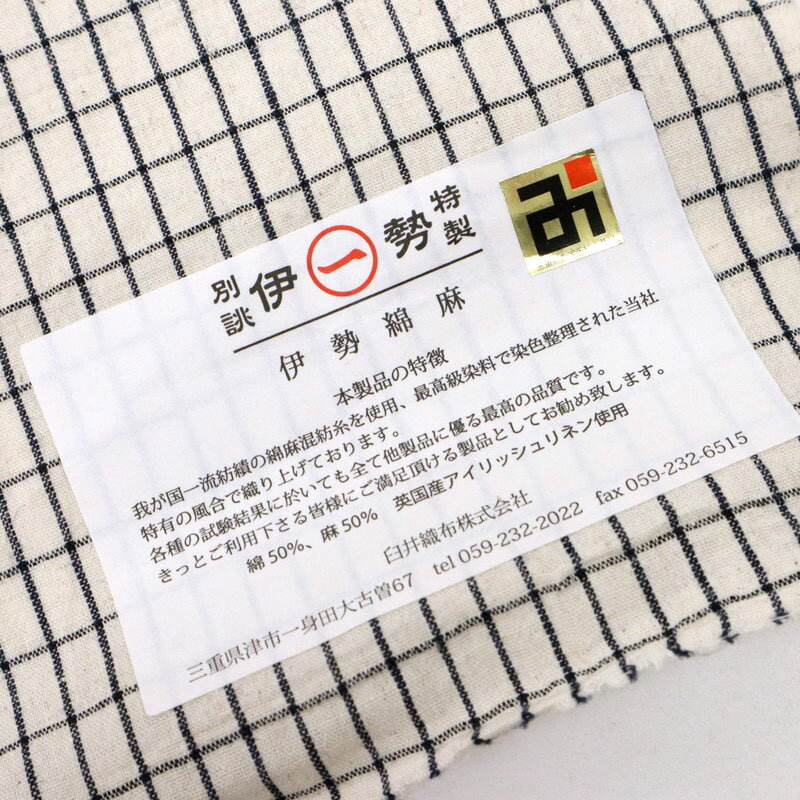 別誂 伊㊀勢 特製
伊勢綿麻
本製品の特徴
我が国一流紡績の綿麻混紡糸を使用、最高級染料で染色整理された当社
特有の風合で織り上げております。
各種の試験結果に於いても全て他製品に優る最高の品質です。
きっとご利用下さる皆様にご満足頂ける製品としてお勧め致します。
綿50%、麻50% 英国産アイリッシュリネン使用
臼井織布株式会社
三重県津市一身田大古曽67 tel 059-232-2022 fax 059-232-6515